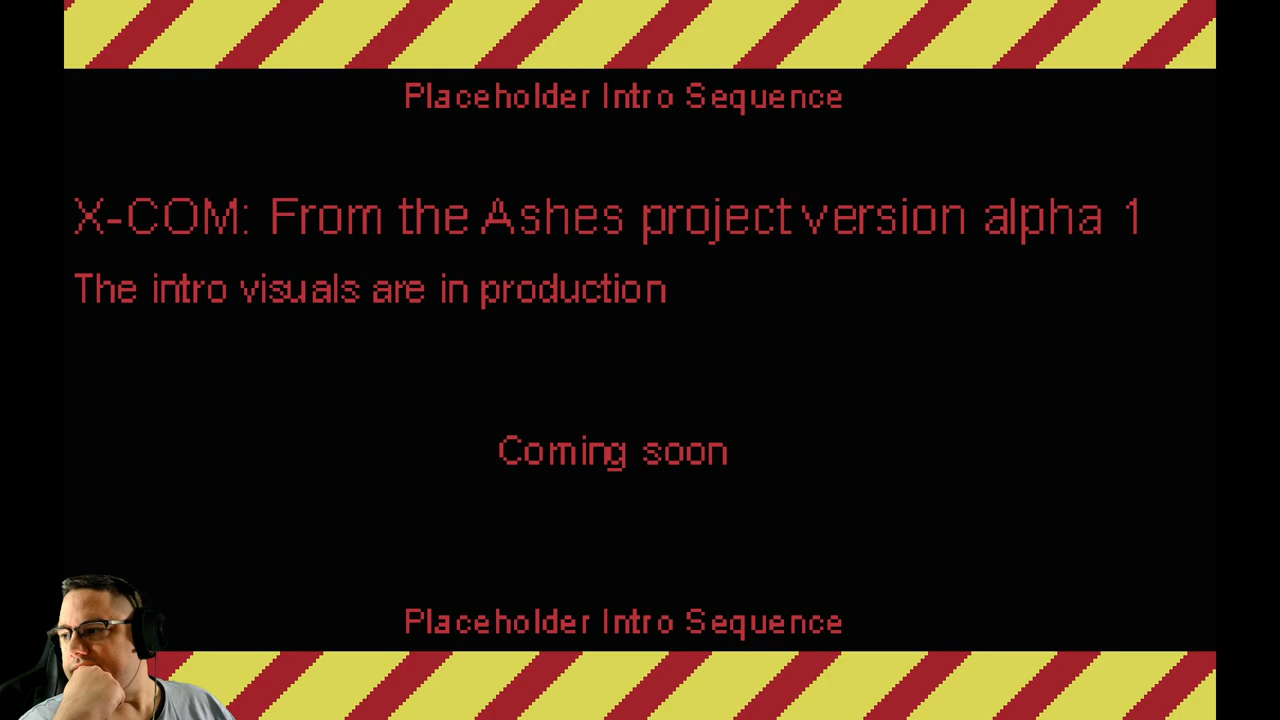 Placeholder Intro Sequence
X-COM: From the Ashes project version alpha 1
The intro visuals are in production
Coming soon
Placeholder Intro Sequence